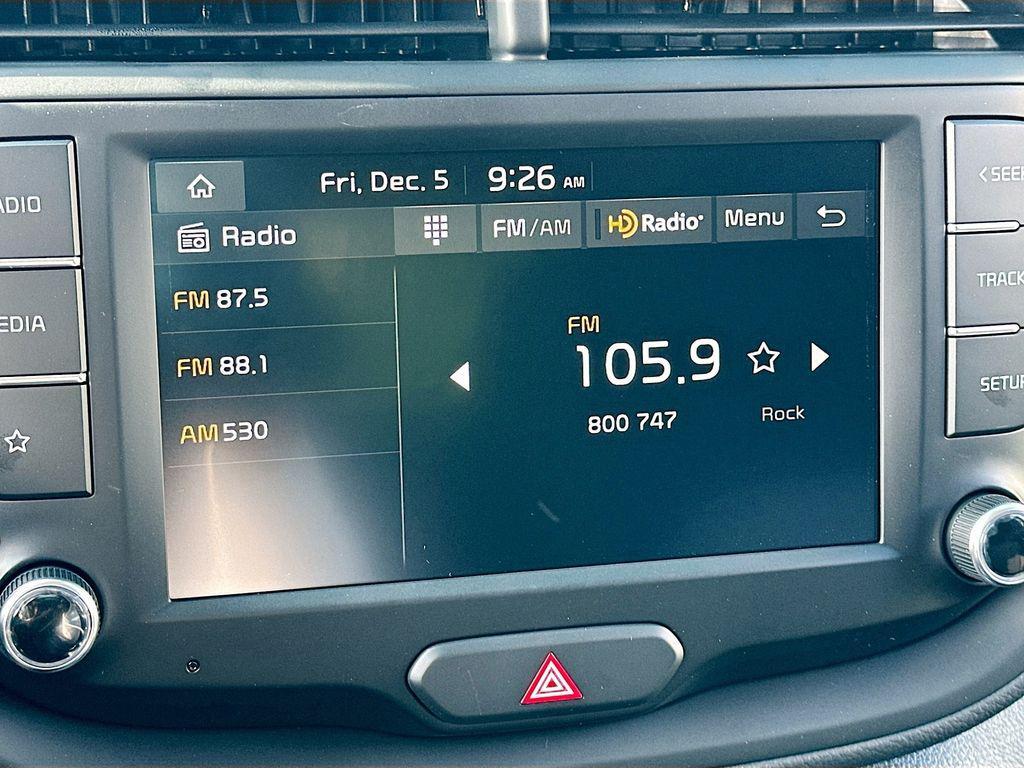 Fri, Dec. 5 9:26 AM
Radio FM/AM HD Radio Menu
FM 87.5
FM 88.1
AM 530
FM
105.9
800 747 Rock
ADIO
EDIA
< SEEK
TRACK
SETUP